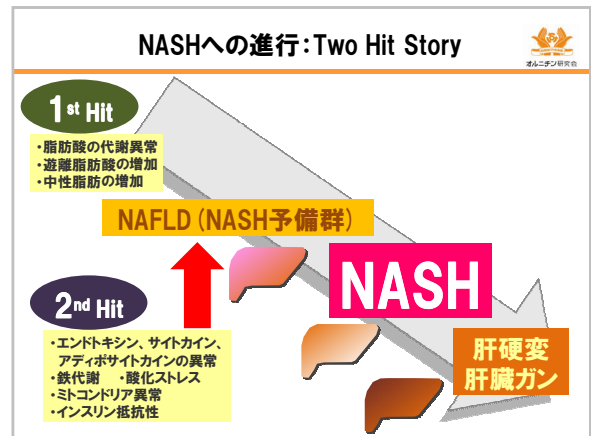 NASHへの進行：Two Hit Story
オルニチン研究会
1st Hit
・脂肪酸の代謝異常
・遊離脂肪酸の増加
・中性脂肪の増加
NAFLD（NASH予備群）
NASH
2nd Hit
・エンドトキシン、サイトカイン、
アディポサイトカインの異常
・鉄代謝　・酸化ストレス
・ミトコンドリア異常
・インスリン抵抗性
肝硬変
肝臓ガン